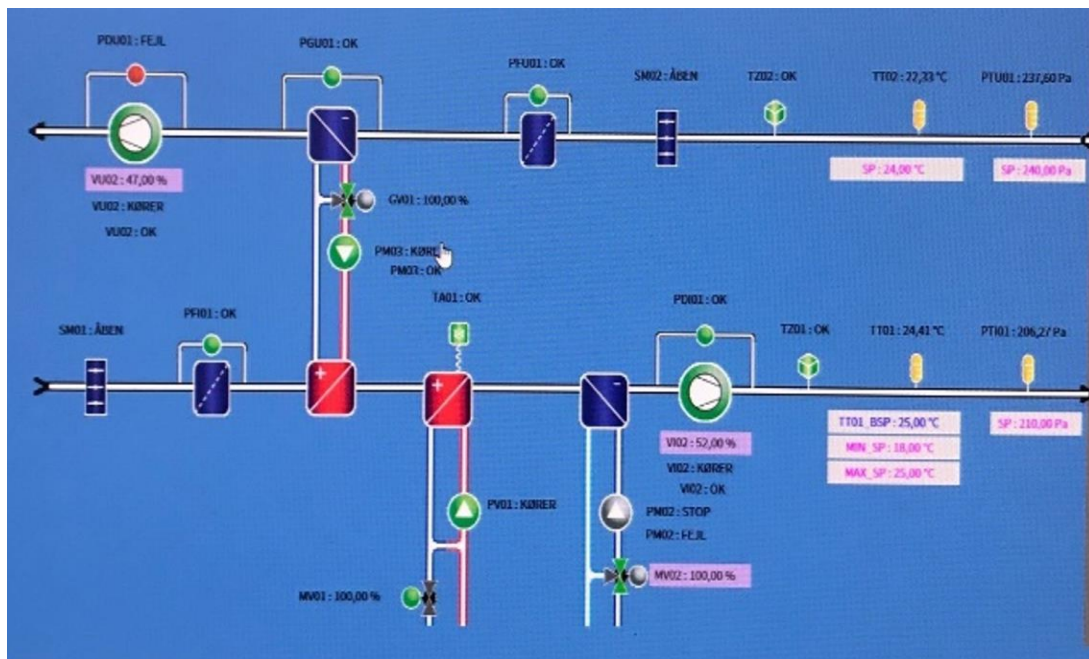 PDU01 : FEJL
PGU01 : OK
PFU01 : OK
SM02 : ÅBEN
TZ02 : OK
TT02 : 22,33 °C
PTU01 : 237,60 Pa
SP : 24,00 °C
SP : 240,00 Pa
VU02 : 47,00 %
VU02 : KØRER
VU02 : OK
GV01 : 100,00 %
PM03 : KØRE
PM03 : OK
TA01 : OK
SM01 : ÅBEN
PFI01 : OK
PDI01 : OK
TZ01 : OK
TT01 : 24,41 °C
PTI01 : 206,27 Pa
TT01_BSP : 25,00 °C
SP : 210,00 Pa
MIN_SP : 18,00 °C
MAX_SP : 25,00 °C
VI02 : 52,00 %
VI02 : KØRER
VI02 : OK
PV01 : KØRER
PM02 : STOP
PM02 : FEJL
MV01 : 100,00 %
MV02 : 100,00 %